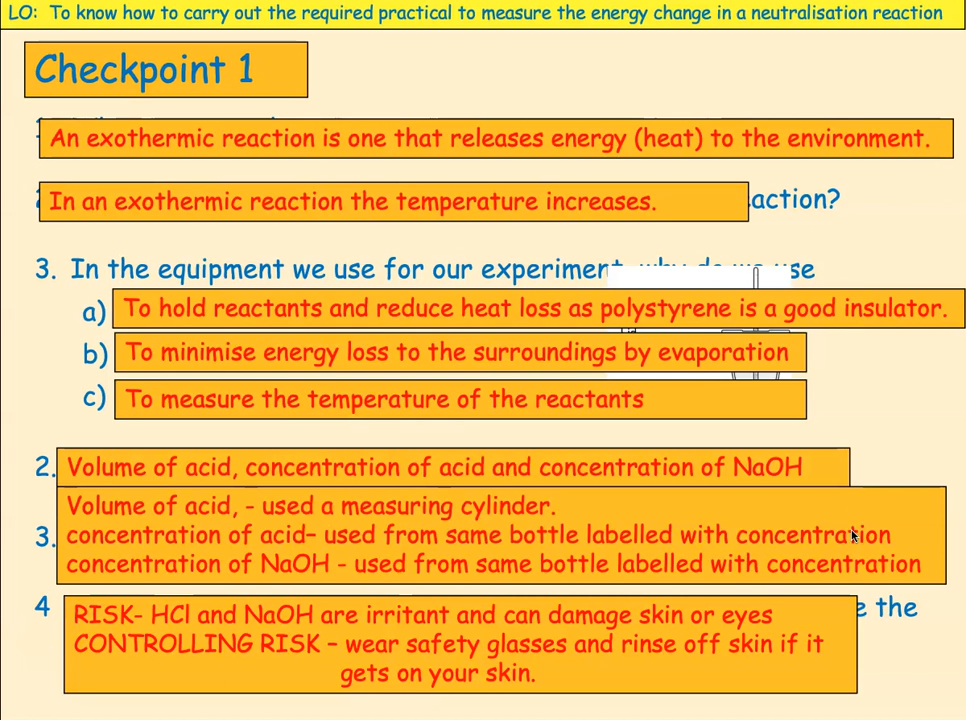 LO: To know how to carry out the required practical to measure the energy change in a neutralisation reaction
Checkpoint 1
An exothermic reaction is one that releases energy (heat) to the environment.
In an exothermic reaction the temperature increases. action?
3. In the equipment we use for our experiment, why do we use
a) To hold reactants and reduce heat loss as polystyrene is a good insulator.
b) To minimise energy loss to the surroundings by evaporation
c) To measure the temperature of the reactants
2. Volume of acid, concentration of acid and concentration of NaOH
Volume of acid, - used a measuring cylinder.
3. concentration of acid– used from same bottle labelled with concentration
concentration of NaOH - used from same bottle labelled with concentration
4 RISK- HCl and NaOH are irritant and can damage skin or eyes e the
CONTROLLING RISK – wear safety glasses and rinse off skin if it
gets on your skin.